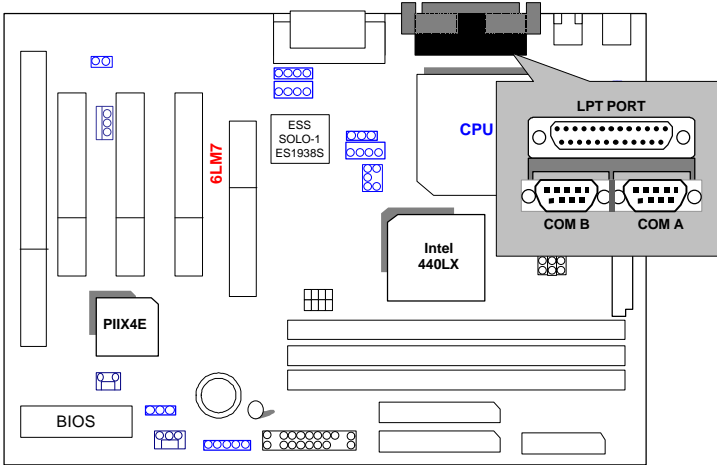 LPT PORT
ESS
SOLO-1
ES1938S
CPU
6LM7
COM B
COM A
Intel
440LX
PIIX4E
BIOS